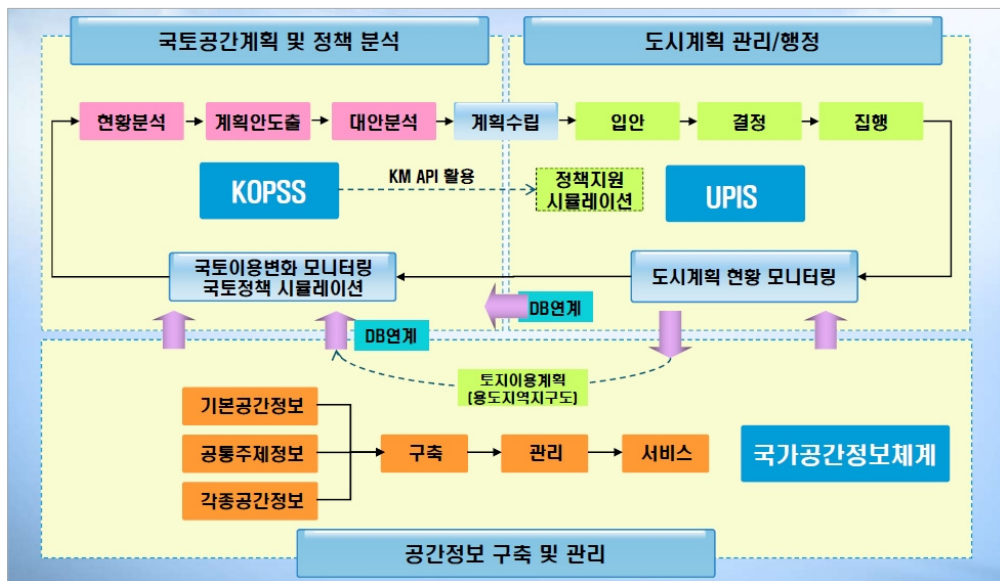 국토공간계획 및 정책 분석
도시계획 관리/행정
현황분석
계획안도출
대안분석
계획수립
입안
결정
집행
KOPSS
KM API 활용
정책지원
시뮬레이션
UPIS
국토이용변화 모니터링
국토정책 시뮬레이션
도시계획 현황 모니터링
DB연계
DB연계
토지이용계획
(용도지역지구도)
기본공간정보
공통주제정보
각종공간정보
구축
관리
서비스
국가공간정보체계
공간정보 구축 및 관리